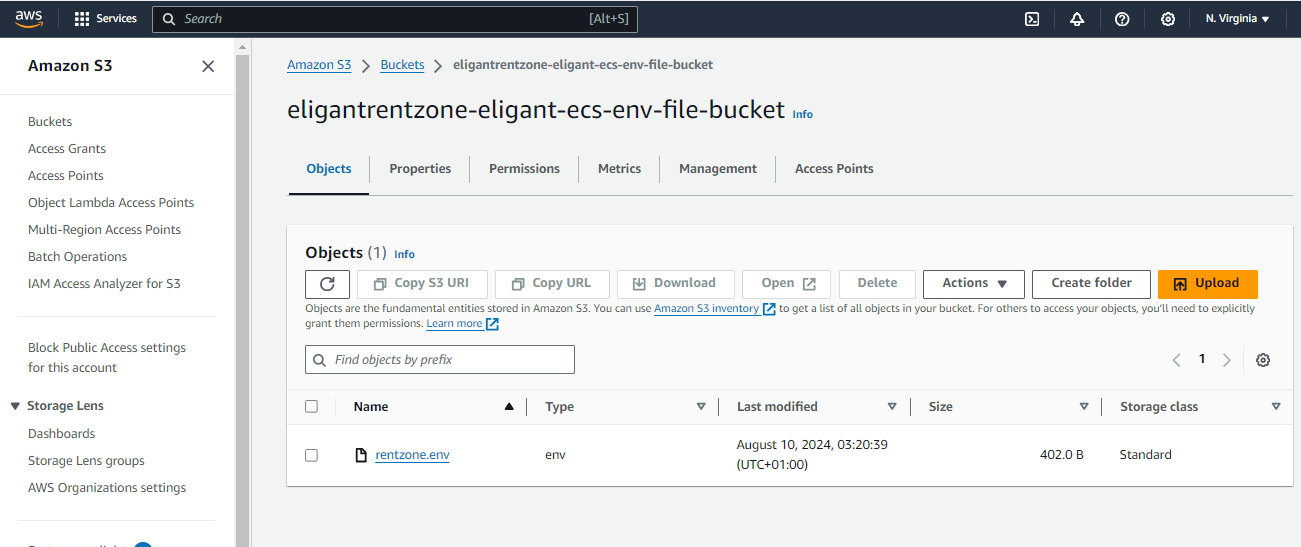 aws Services Search [Alt+S] N. Virginia
Amazon S3
Buckets
Access Grants
Access Points
Object Lambda Access Points
Multi-Region Access Points
Batch Operations
IAM Access Analyzer for S3
Block Public Access settings
for this account
Storage Lens
Dashboards
Storage Lens groups
AWS Organizations settings
Amazon S3 Buckets eligantrentzone-eligant-ecs-env-file-bucket
eligantrentzone-eligant-ecs-env-file-bucket Info
Objects Properties Permissions Metrics Management Access Points
Objects (1) Info
Copy S3 URI Copy URL Download Open Delete Actions Create folder Upload
Objects are the fundamental entities stored in Amazon S3. You can use Amazon S3 inventory to get a list of all objects in your bucket. For others to access your objects, you'll need to explicitly
grant them permissions. Learn more
Find objects by prefix 1
Name Type Last modified Size Storage class
rentzone.env env August 10, 2024, 03:20:39 402.0 B Standard
(UTC+01:00)